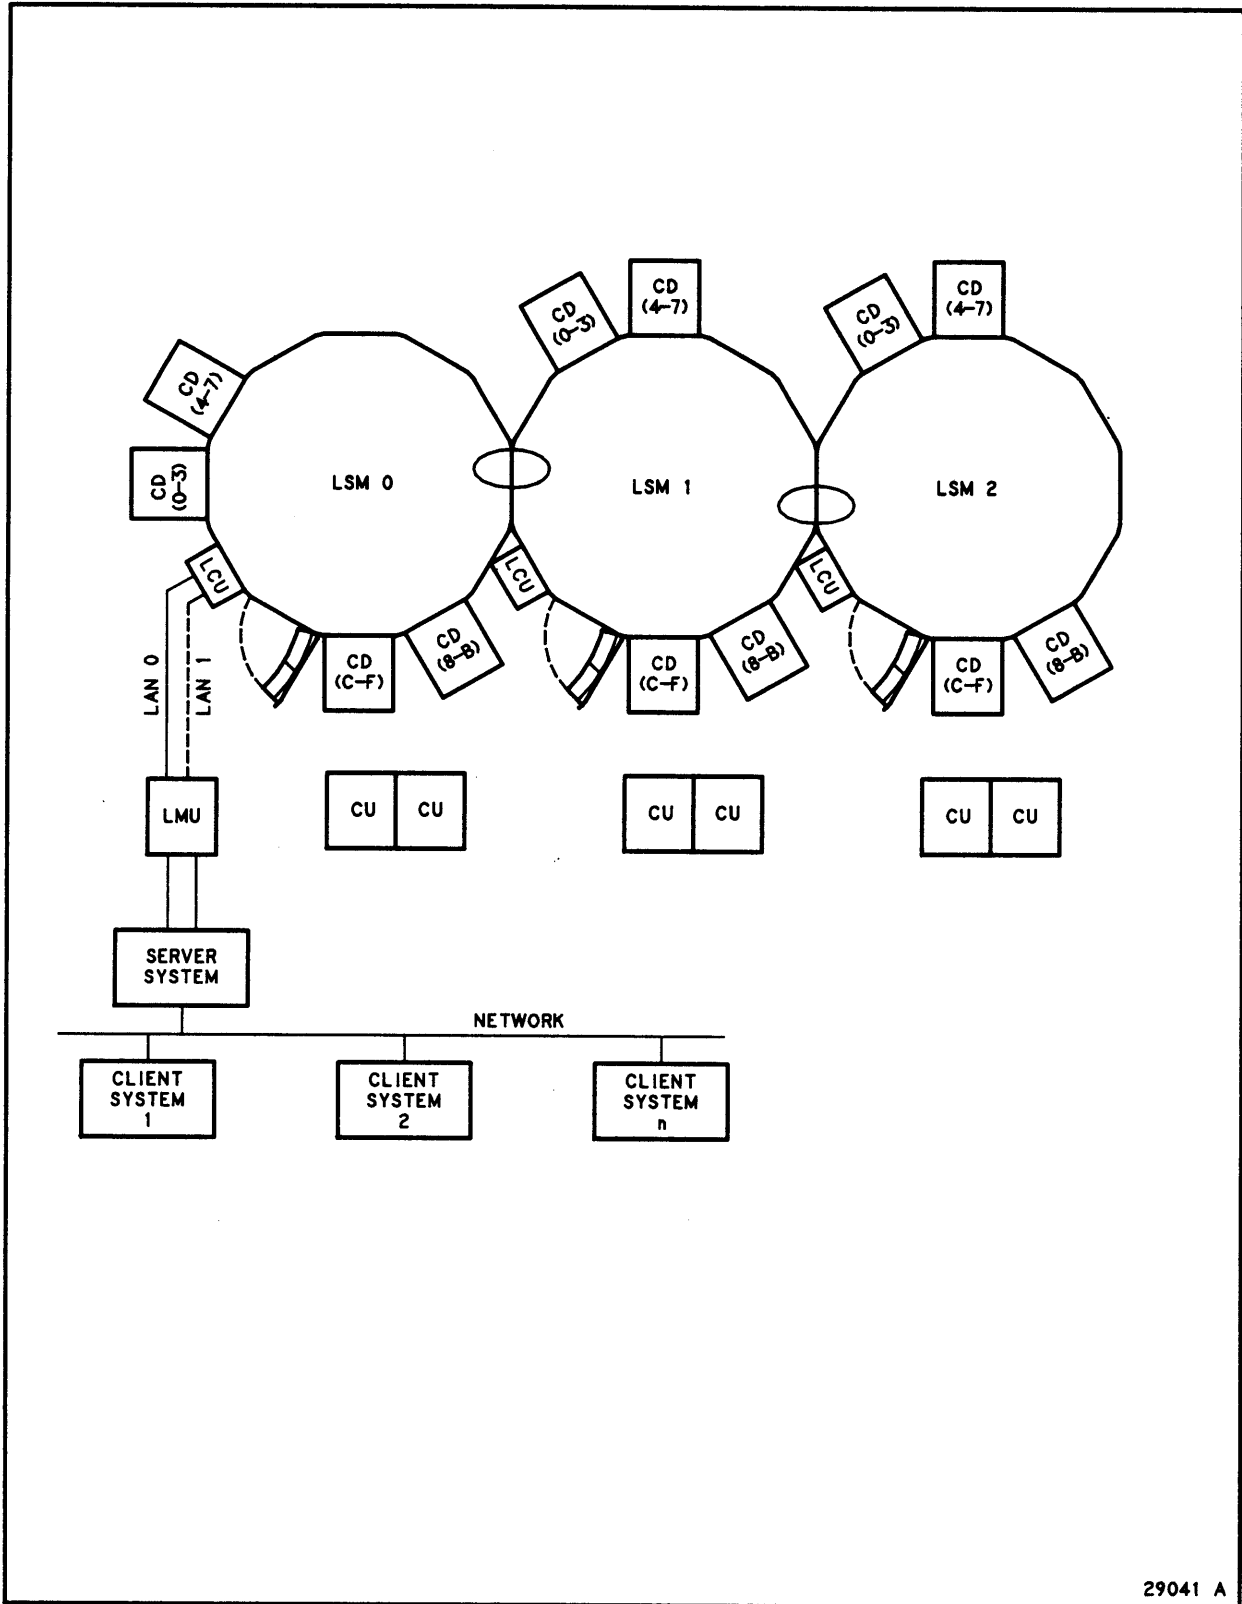 CD
(4-7)
CD
(0-3)
CD
(4-7)
CD
(0-3)
CD
(4-7)
CD
(0-3)
LSM 0
LSM 1
LSM 2
LCU
LCU
LCU
CD
(C-F)
CD
(8-B)
CD
(C-F)
CD
(8-B)
CD
(C-F)
CD
(8-B)
LAN 0
LAN 1
LMU
CU
CU
CU
CU
CU
CU
SERVER
SYSTEM
NETWORK
CLIENT
SYSTEM
1
CLIENT
SYSTEM
2
CLIENT
SYSTEM
n
29041 A